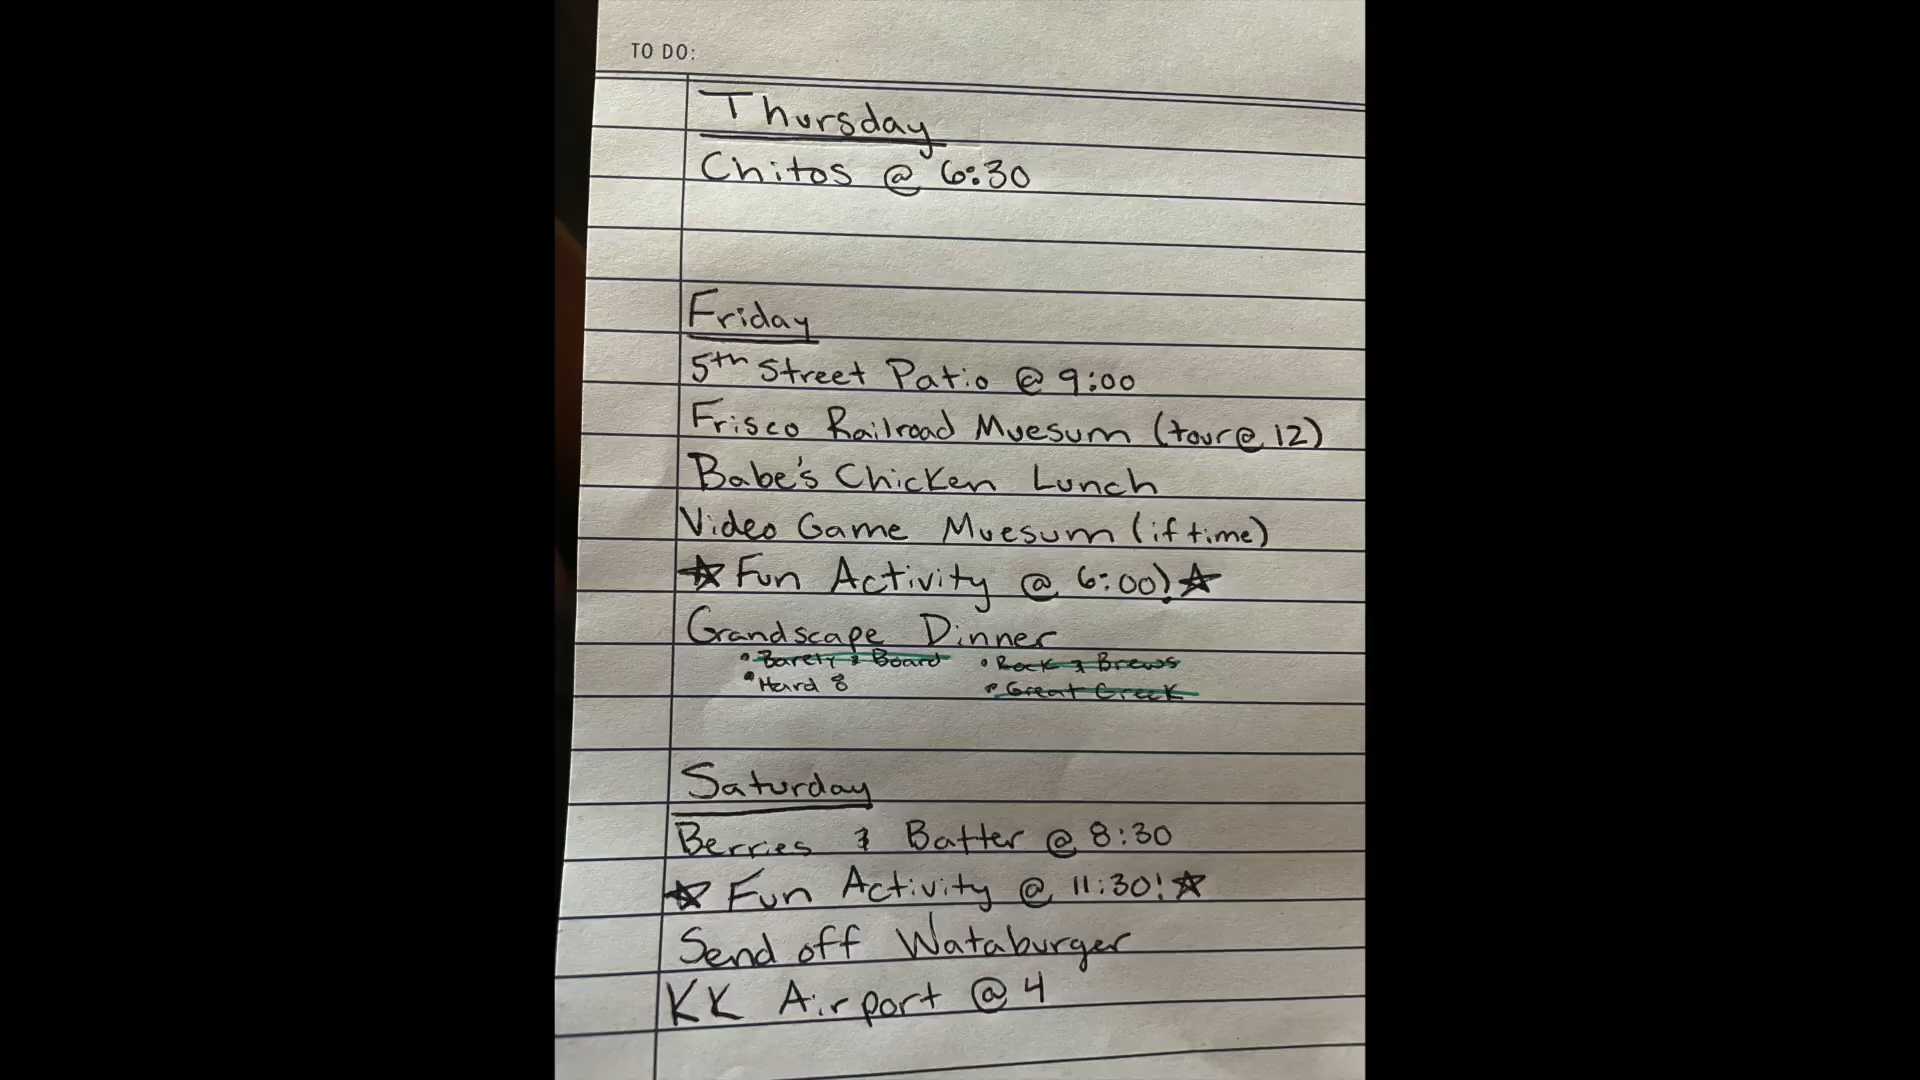 TO DO:
Thursday
Chitos @ 6:30
Friday
5th Street Patio @ 9:00
Frisco Railroad Muesum (tour @ 12)
Babe's Chicken Lunch
Video Game Muesum (if time)
☆ Fun Activity @ 6:00! ☆
Grandscape Dinner
• Barely & Board • Rock & Brews
• Hard 8 • Great Greek
Saturday
Berries & Batter @ 8:30
☆ Fun Activity @ 11:30! ☆
Send off Wataburger
KK Airport @ 4